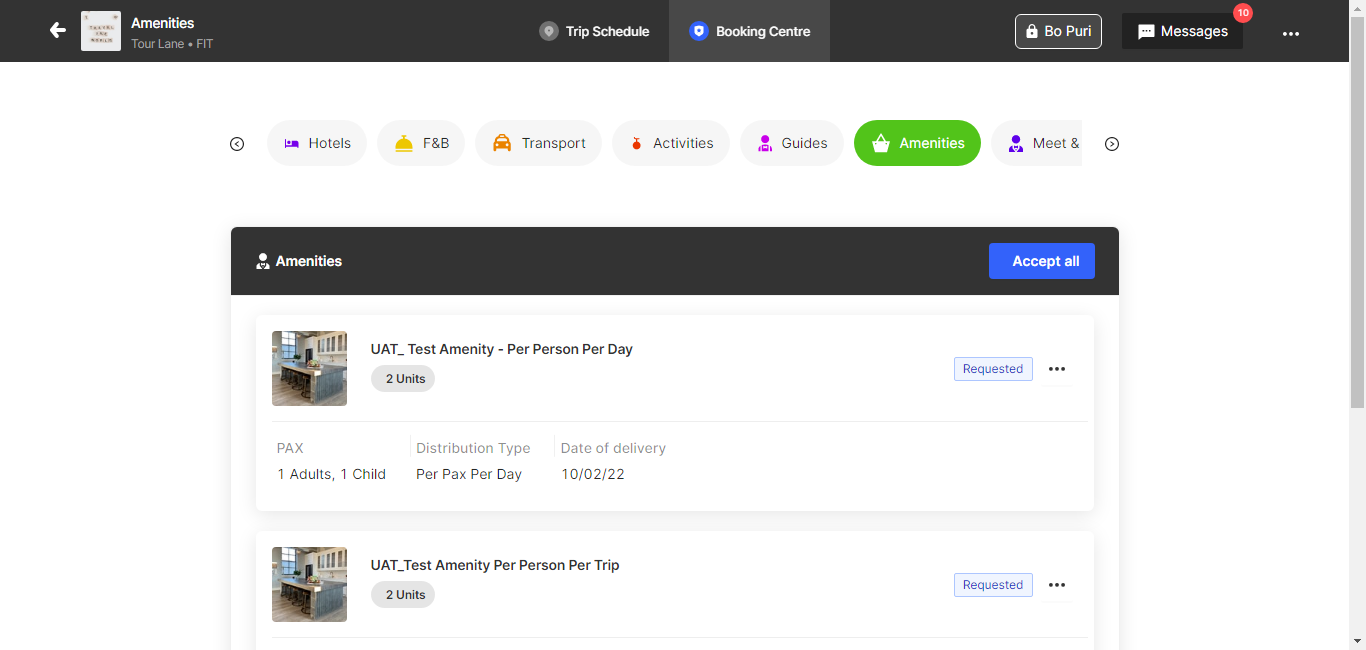 Amenities
Tour Lane • FIT
Trip Schedule
Booking Centre
Bo Puri
Messages
10
Hotels
F&B
Transport
Activities
Guides
Amenities
Meet &
Amenities
Accept all
UAT_ Test Amenity - Per Person Per Day
2 Units
Requested
PAX
Distribution Type
Date of delivery
1 Adults, 1 Child
Per Pax Per Day
10/02/22
UAT_Test Amenity Per Person Per Trip
2 Units
Requested